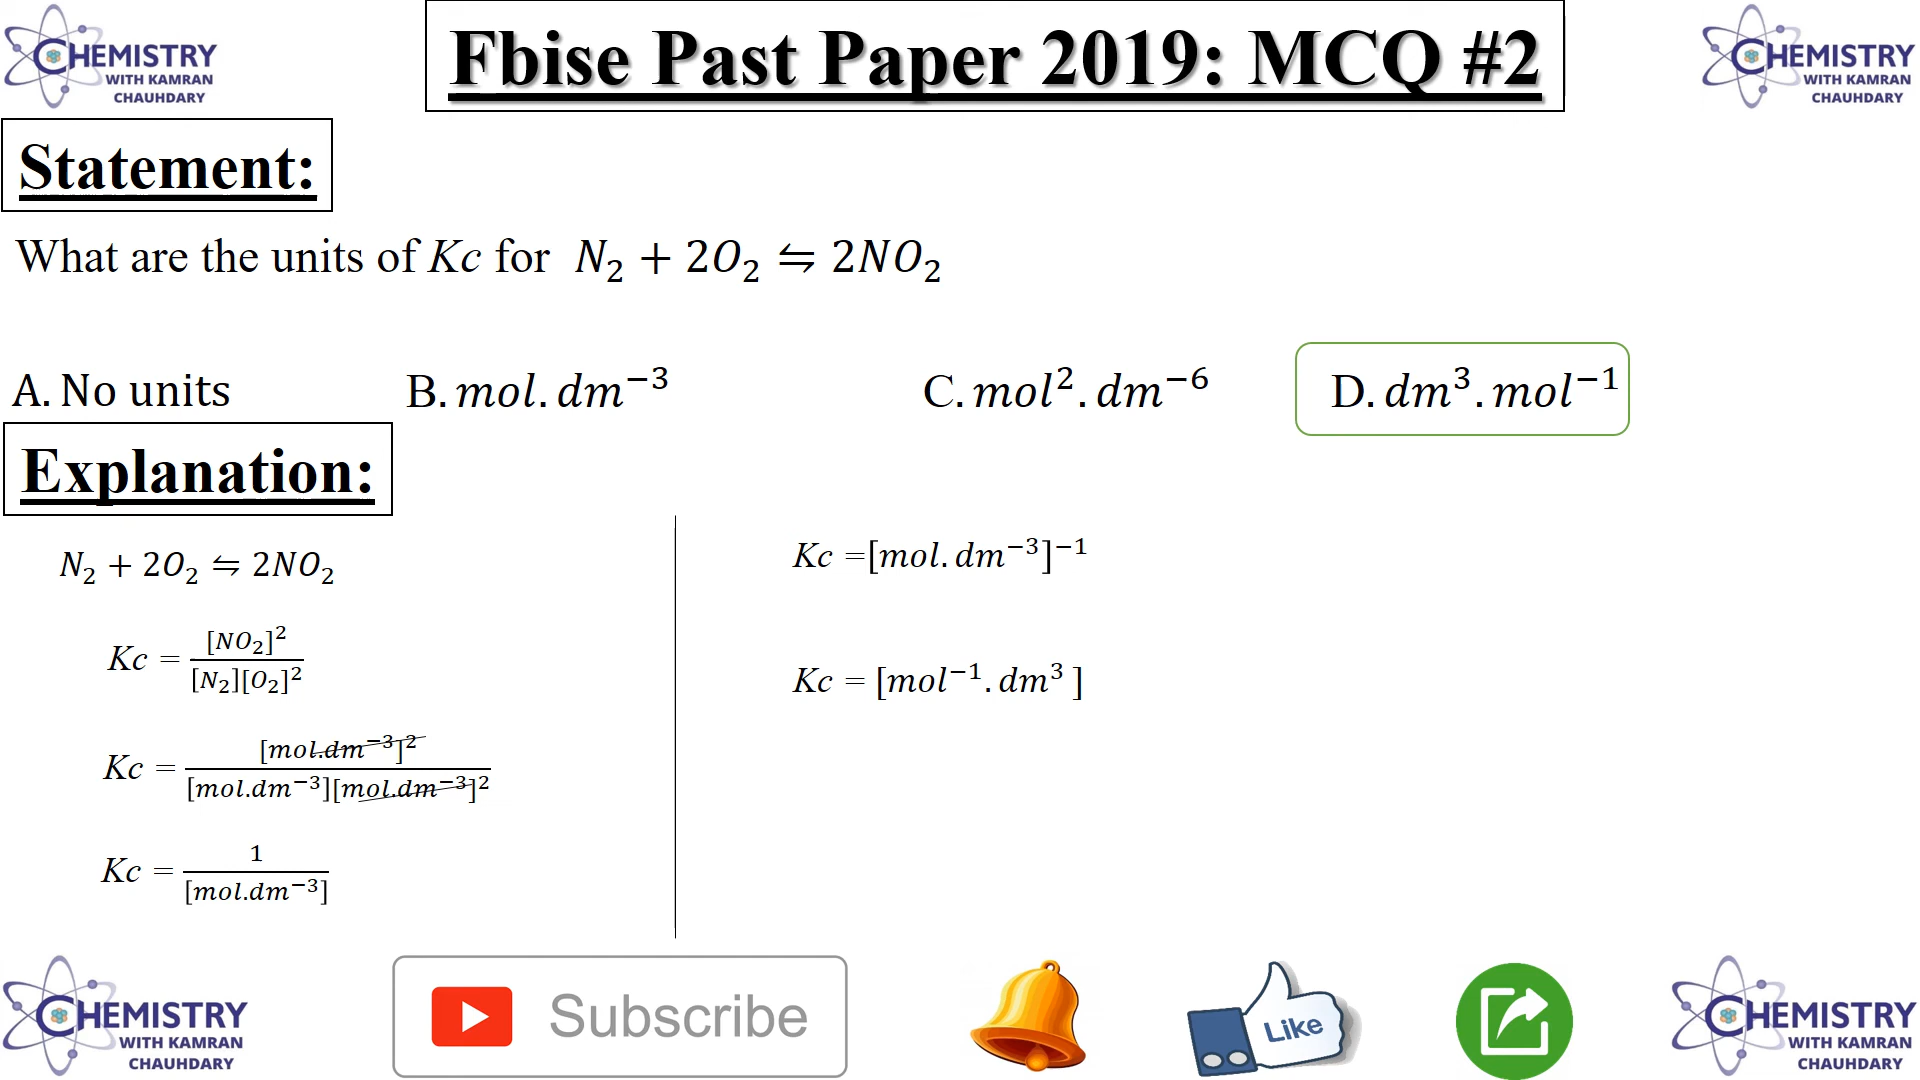 CHEMISTRY
WITH KAMRAN
CHAUHDARY
Fbise Past Paper 2019: MCQ #2
CHEMISTRY
WITH KAMRAN
CHAUHDARY
Statement:
What are the units of Kc for N₂ + 2O₂ ⇋ 2NO₂
A. No units B. mol. dm⁻³ C. mol². dm⁻⁶ D. dm³. mol⁻¹
Explanation:
N₂ + 2O₂ ⇋ 2NO₂
Kc = [NO₂]² / [N₂][O₂]²
Kc = [mol.dm⁻³]² / [mol.dm⁻³][mol.dm⁻³]²
Kc = 1 / [mol.dm⁻³]
Kc =[mol. dm⁻³]⁻¹
Kc = [mol⁻¹. dm³ ]
CHEMISTRY
WITH KAMRAN
CHAUHDARY
Subscribe
Like
CHEMISTRY
WITH KAMRAN
CHAUHDARY